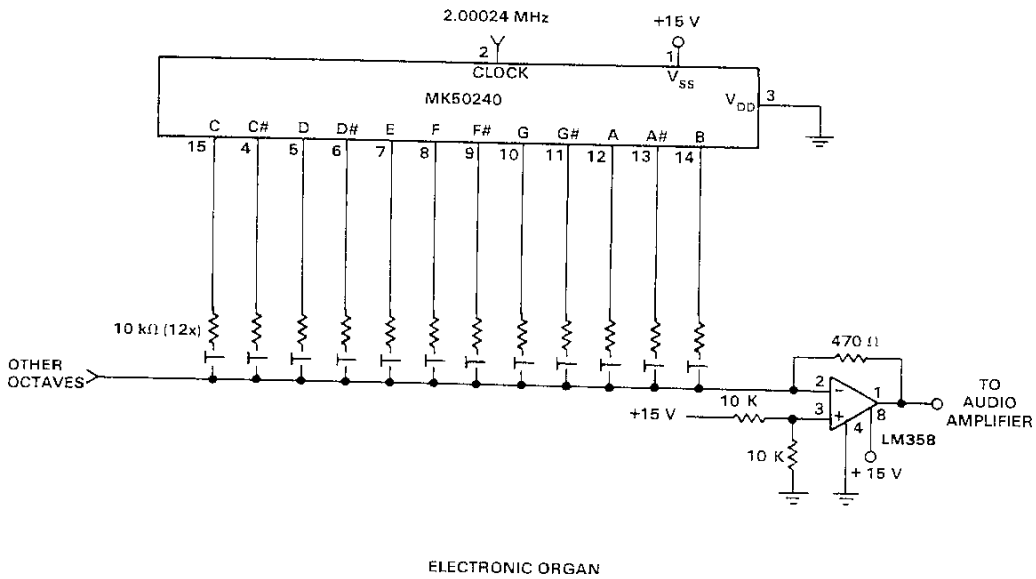 2.00024 MHz
+15 V
2
1
CLOCK
V_SS
MK50240
V_DD 3
C C# D D# E F F# G G# A A# B
15 4 5 6 7 8 9 10 11 12 13 14
10 kΩ (12x)
470 Ω
OTHER
OCTAVES
2 - 1
TO
AUDIO
AMPLIFIER
10 K
+15 V
3 + 8
4
LM358
10 K
+ 15 V
ELECTRONIC ORGAN